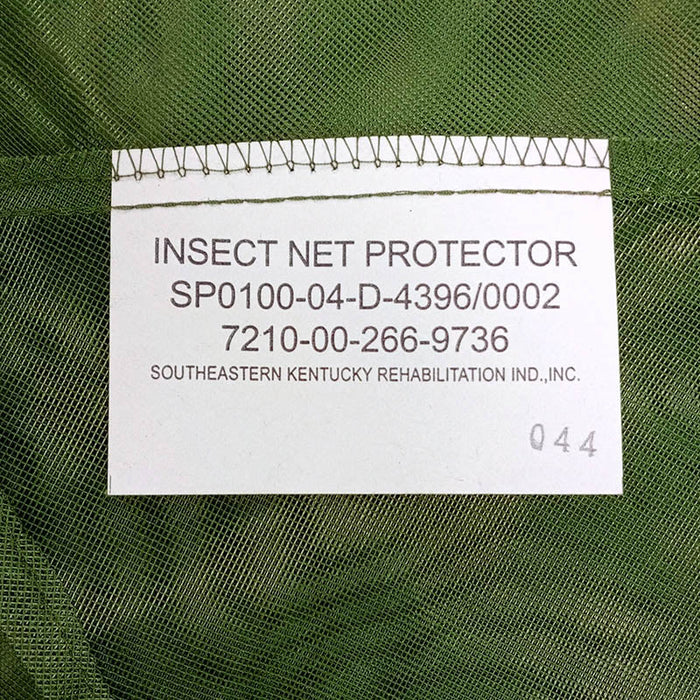 INSECT NET PROTECTOR
SP0100-04-D-4396/0002
7210-00-266-9736
SOUTHEASTERN KENTUCKY REHABILITATION IND.,INC.
044